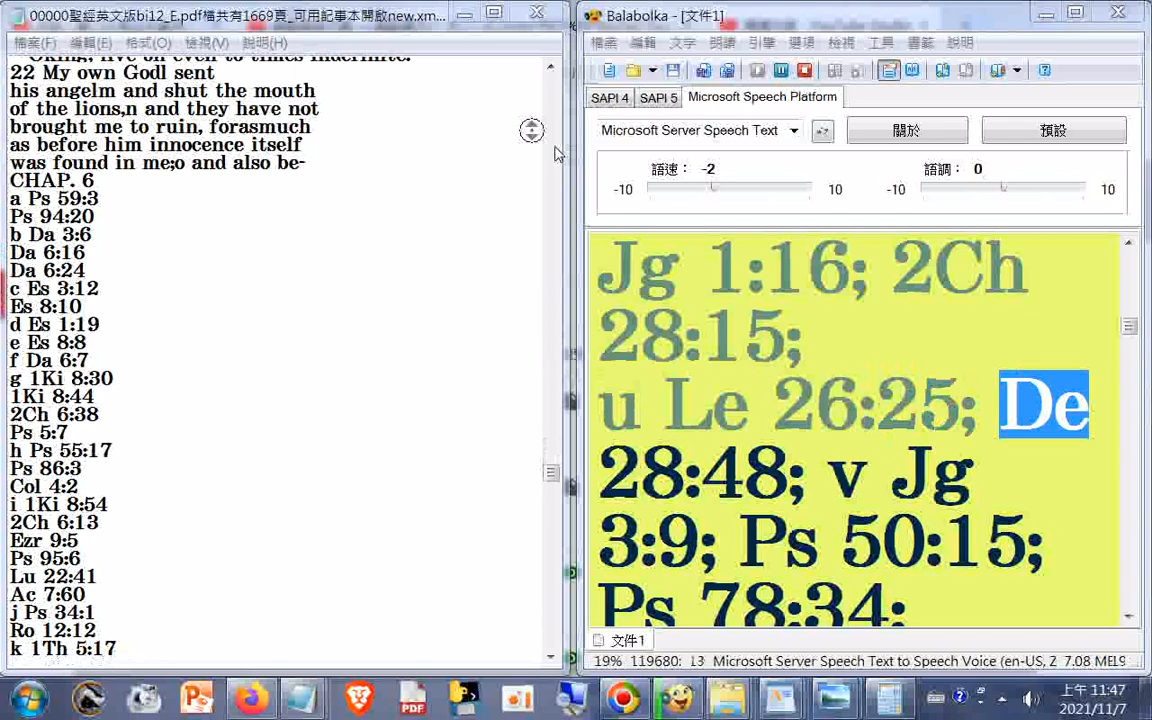 00000聖經英文版bi12_E.pdf檔共有1669頁_可用記事本開啟new.xm...
檔案(F) 編輯(E) 格式(O) 檢視(V) 說明(H)
Oking, live on even to times indefinite.
22 My own Godl sent
his angelm and shut the mouth
of the lions,n and they have not
brought me to ruin, forasmuch
as before him innocence itself
was found in me;o and also be-
CHAP. 6
a Ps 59:3
Ps 94:20
b Da 3:6
Da 6:16
Da 6:24
c Es 3:12
Es 8:10
d Es 1:19
e Es 8:8
f Da 6:7
g 1Ki 8:30
1Ki 8:44
2Ch 6:38
Ps 5:7
h Ps 55:17
Ps 86:3
Col 4:2
i 1Ki 8:54
2Ch 6:13
Ezr 9:5
Ps 95:6
Lu 22:41
Ac 7:60
j Ps 34:1
Ro 12:12
k 1Th 5:17
Balabolka - [文件1]
檔案 編輯 文字 朗讀 引擎 選項 檢視 工具 書籤 說明
SAPI 4 SAPI 5 Microsoft Speech Platform
Microsoft Server Speech Text 關於 預設
語速： -2 語調： 0
-10 10 -10 10
Jg 1:16; 2Ch
28:15;
u Le 26:25; De
28:48; v Jg
3:9; Ps 50:15;
Ps 78:34;
文件1
19% 119680: 13 Microsoft Server Speech Text to Speech Voice (en-US, 2 7.08 ME
上午 11:47
2021/11/7